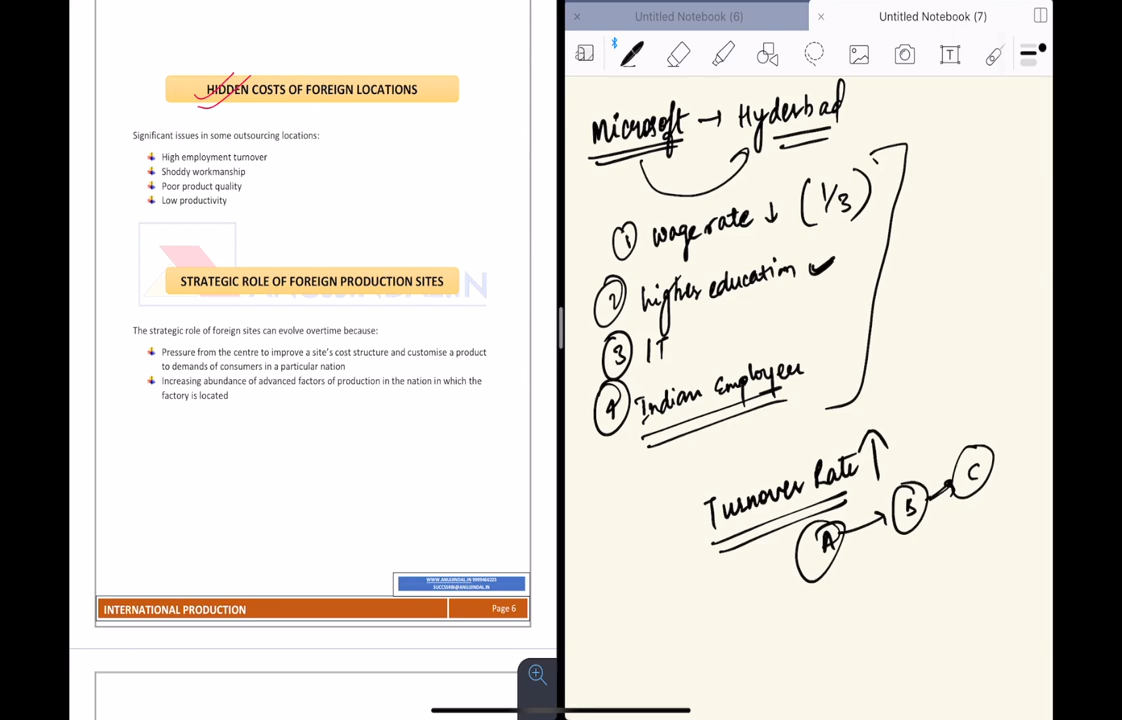 HIDDEN COSTS OF FOREIGN LOCATIONS
Significant issues in some outsourcing locations:
High employment turnover
Shoddy workmanship
Poor product quality
Low productivity
STRATEGIC ROLE OF FOREIGN PRODUCTION SITES
The strategic role of foreign sites can evolve overtime because:
Pressure from the centre to improve a site's cost structure and customise a product
to demands of consumers in a particular nation
Increasing abundance of advanced factors of production in the nation in which the
factory is located
INTERNATIONAL PRODUCTION
Page 6
Untitled Notebook (6)
Untitled Notebook (7)
T
Microsoft → Hyderbad
① wage rate ↓ (1/3)
② higher education ✓
③ IT
④ Indian Employee
Turnover Rate ↑
A → B → C